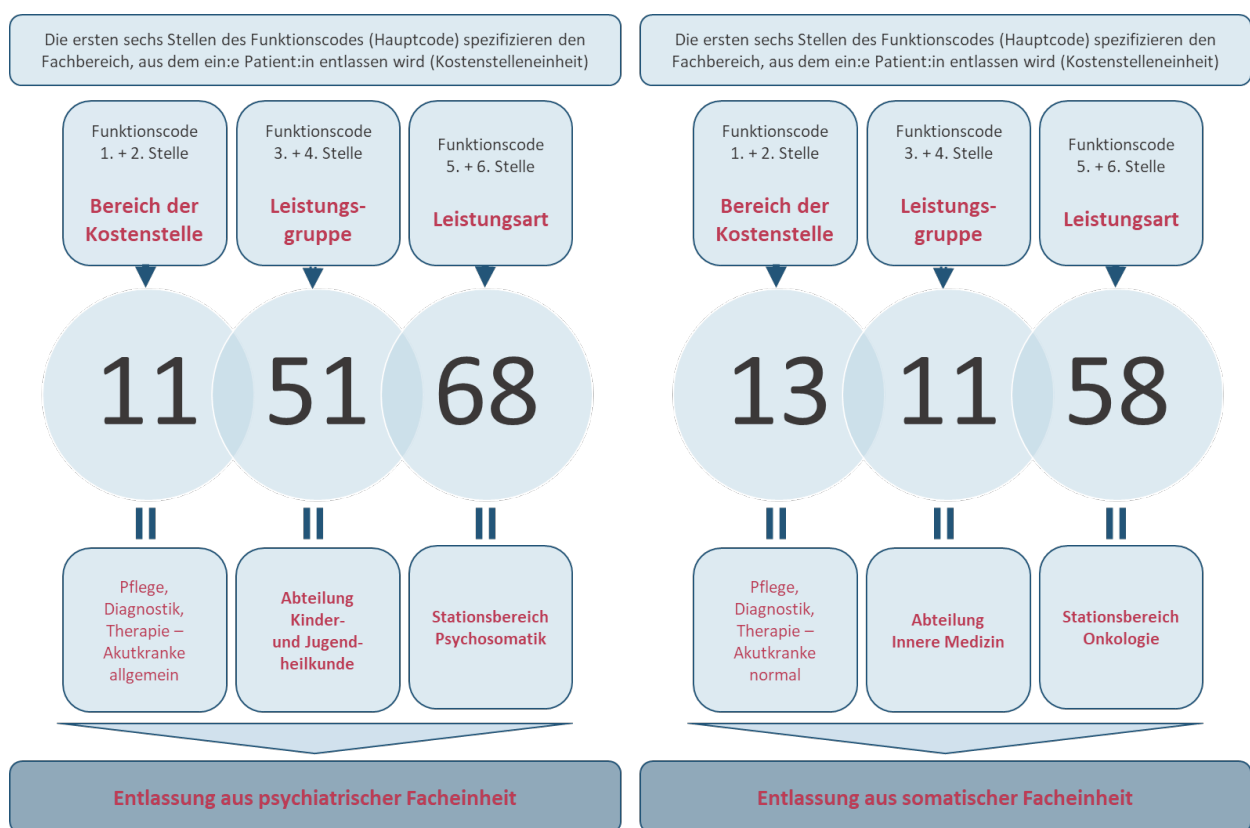 Die ersten sechs Stellen des Funktionscodes (Hauptcode) spezifizieren den
Fachbereich, aus dem ein:e Patient:in entlassen wird (Kostenstelleneinheit)
Funktionscode
1. + 2. Stelle
Bereich der
Kostenstelle
Funktionscode
3. + 4. Stelle
Leistungs-
gruppe
Funktionscode
5. + 6. Stelle
Leistungsart
11
51
68
Pflege,
Diagnostik,
Therapie –
Akutkranke
allgemein
Abteilung
Kinder-
und Jugend-
heilkunde
Stationsbereich
Psychosomatik
Entlassung aus psychiatrischer Facheinheit
Die ersten sechs Stellen des Funktionscodes (Hauptcode) spezifizieren den
Fachbereich, aus dem ein:e Patient:in entlassen wird (Kostenstelleneinheit)
Funktionscode
1. + 2. Stelle
Bereich der
Kostenstelle
Funktionscode
3. + 4. Stelle
Leistungs-
gruppe
Funktionscode
5. + 6. Stelle
Leistungsart
13
11
58
Pflege,
Diagnostik,
Therapie –
Akutkranke
normal
Abteilung
Innere Medizin
Stationsbereich
Onkologie
Entlassung aus somatischer Facheinheit